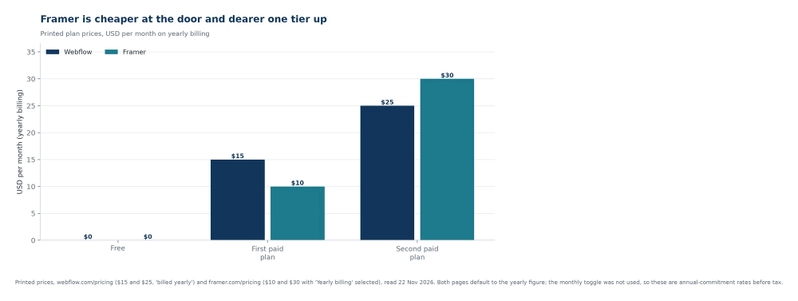 Framer is cheaper at the door and dearer one tier up
Printed plan prices, USD per month on yearly billing
Webflow
Framer
USD per month (yearly billing)
35
30
25
20
15
10
5
0
$0
$0
$15
$10
$25
$30
Free
First paid
plan
Second paid
plan
Printed prices, webflow.com/pricing ($15 and $25, 'billed yearly') and framer.com/pricing ($10 and $30 with 'Yearly billing' selected), read 22 Nov 2026. Both pages default to the yearly figure; the monthly toggle was not used, so these are annual-commitment rates before tax.